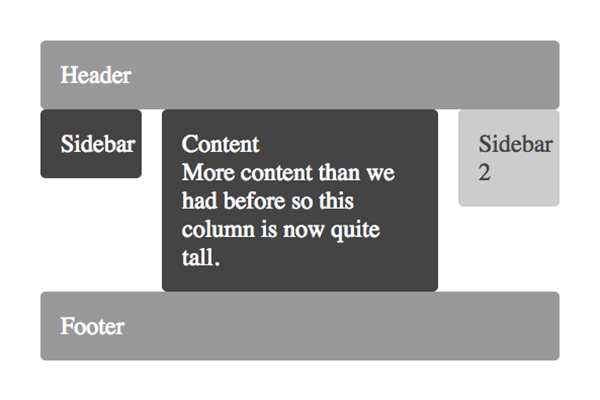 Header
Sidebar
Content
More content than we
had before so this
column is now quite
tall.
Sidebar
2
Footer